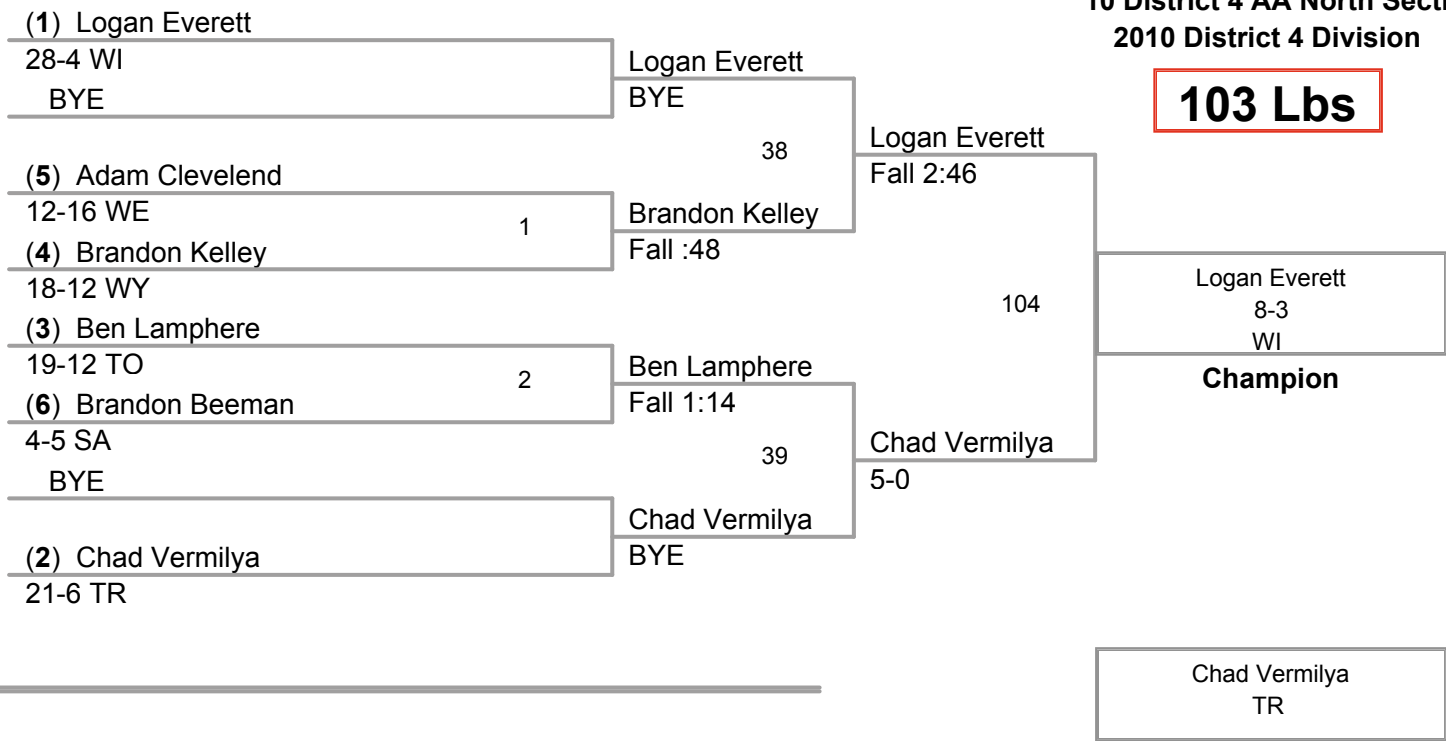 10 District 4 AA North Secti
2010 District 4 Division
103 Lbs
(1) Logan Everett
28-4 WI
BYE
(5) Adam Clevelend
12-16 WE
1
(4) Brandon Kelley
18-12 WY
(3) Ben Lamphere
19-12 TO
2
(6) Brandon Beeman
4-5 SA
BYE
(2) Chad Vermilya
21-6 TR
Logan Everett
BYE
38
Brandon Kelley
Fall :48
Ben Lamphere
Fall 1:14
39
Chad Vermilya
BYE
Logan Everett
Fall 2:46
104
Chad Vermilya
5-0
Logan Everett
8-3
WI
Champion
Chad Vermilya
TR